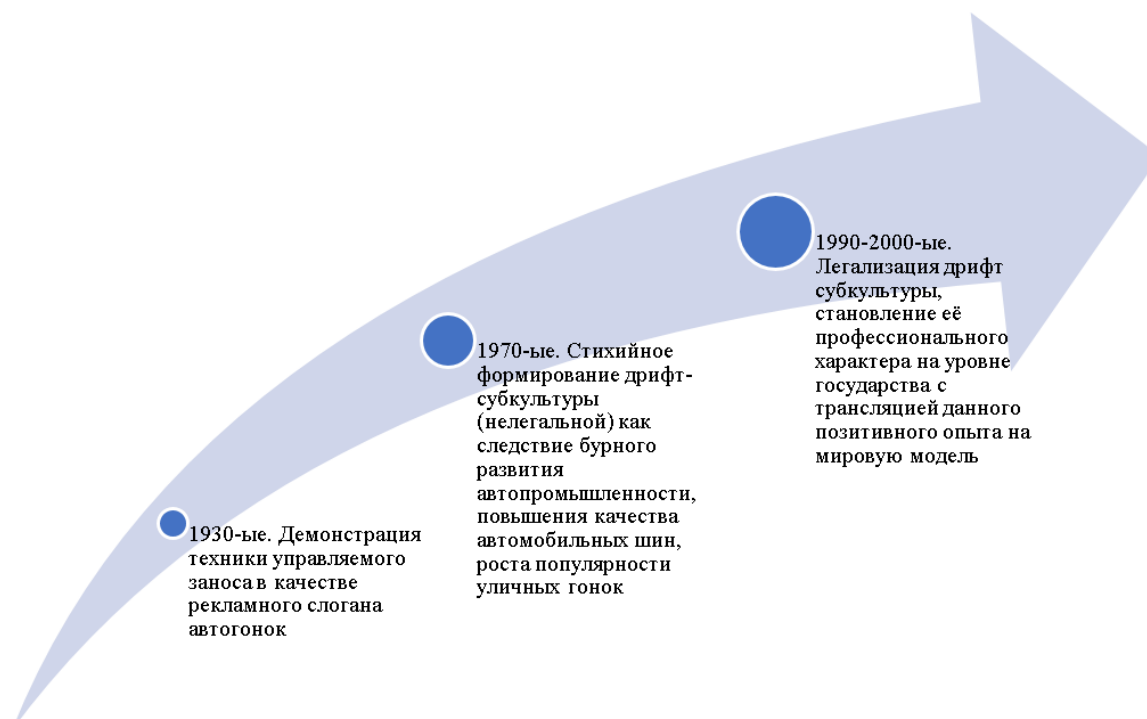 1930-ые. Демонстрация
техники управляемого
заноса в качестве
рекламного слогана
автогонок
1970-ые. Стихийное
формирование дрифт-
субкультуры
(нелегальной) как
следствие бурного
развития
автопромышленности,
повышения качества
автомобильных шин,
роста популярности
уличных гонок
1990-2000-ые.
Легализация дрифт
субкультуры,
становление её
профессионального
характера на уровне
государства с
трансляцией данного
позитивного опыта на
мировую модель